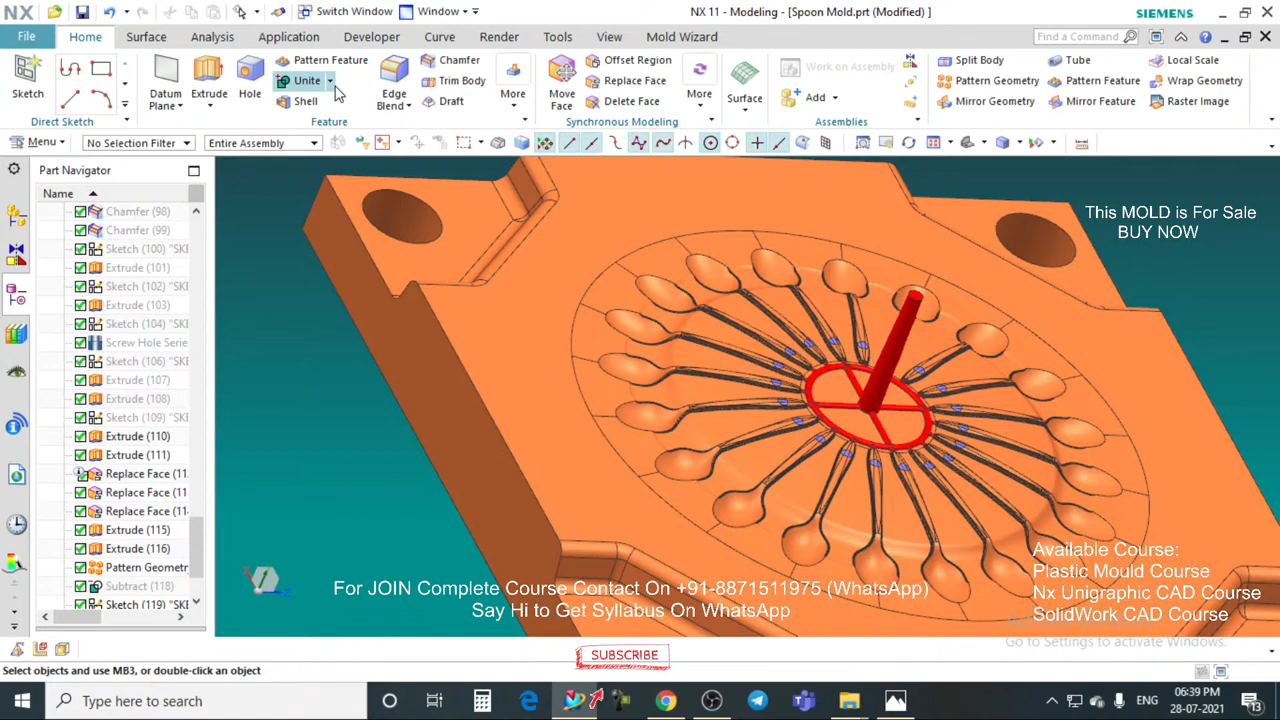 NX
Switch Window
Window
NX 11 - Modeling - [Spoon Mold.prt (Modified) ]
SIEMENS
File
Home
Surface
Analysis
Application
Developer
Curve
Render
Tools
View
Mold Wizard
Find a Command
Sketch
Direct Sketch
Datum
Plane
Extrude
Hole
Pattern Feature
Unite
Shell
Edge
Blend
Chamfer
Trim Body
Draft
More
Feature
Move
Face
Offset Region
Replace Face
Delete Face
More
Synchronous Modeling
Surface
Work on Assembly
Add
Assemblies
Split Body
Pattern Geometry
Mirror Geometry
Tube
Pattern Feature
Mirror Feature
Local Scale
Wrap Geometry
Raster Image
Menu
No Selection Filter
Entire Assembly
Part Navigator
Name
Chamfer (98)
Chamfer (99)
Sketch (100) "SKE
Extrude (101)
Sketch (102) "SKE
Extrude (103)
Sketch (104) "SKE
Screw Hole Serie
Sketch (106) "SKE
Extrude (107)
Extrude (108)
Sketch (109) "SKE
Extrude (110)
Extrude (111)
Replace Face (11
Replace Face (11
Replace Face (11
Extrude (115)
Extrude (116)
Pattern Geometr
Subtract (118)
Sketch (119) "SKE
This MOLD is For Sale
BUY NOW
Available Course:
Plastic Mould Course
Nx Unigraphic CAD Course
SolidWork CAD Course
For JOIN Complete Course Contact On +91-8871511975 (WhatsApp)
Say Hi to Get Syllabus On WhatsApp
Go to Settings to activate Windows.
SUBSCRIBE
Select objects and use MB3, or double-click an object
Type here to search
ENG
06:39 PM
28-07-2021
13